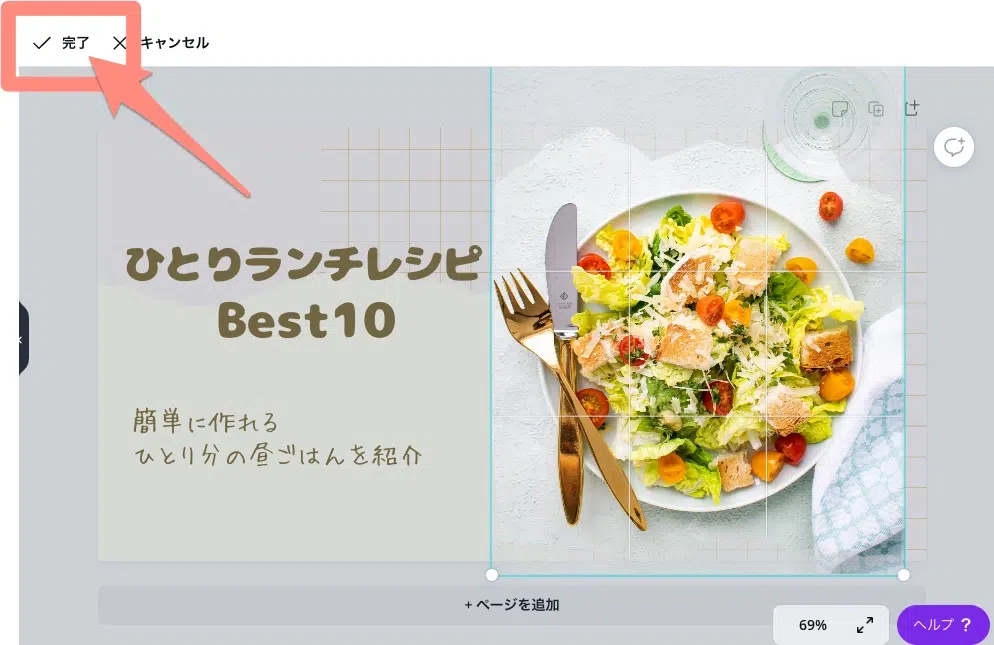 完了 キャンセル
ひとりランチレシピ
Best10
簡単に作れる
ひとり分の昼ごはんを紹介
+ ページを追加
69%
ヘルプ ?